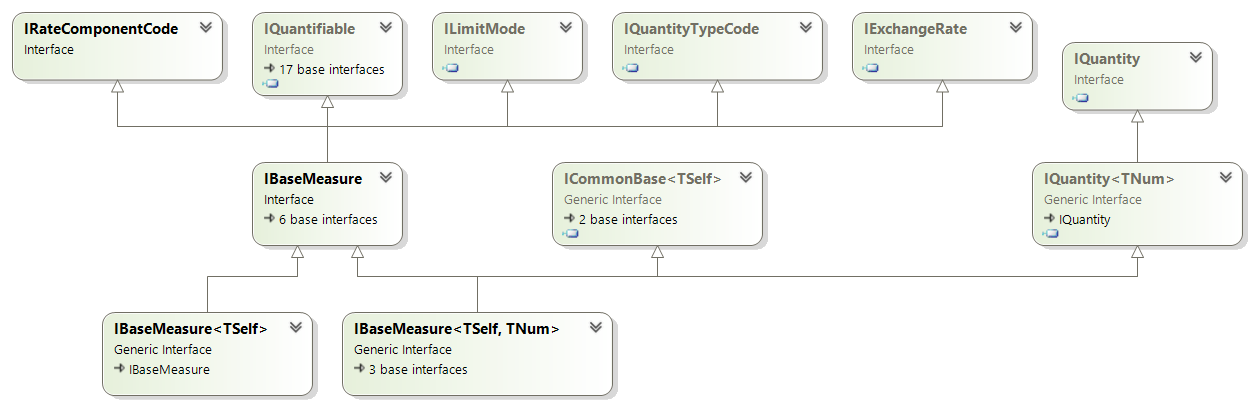 IRateComponentCode
Interface
IQuantifiable
Interface
17 base interfaces
ILimitMode
Interface
IQuantityTypeCode
Interface
IExchangeRate
Interface
IQuantity
Interface
IBaseMeasure
Interface
6 base interfaces
ICommonBase<TSelf>
Generic Interface
2 base interfaces
IQuantity<TNum>
Generic Interface
IQuantity
IBaseMeasure<TSelf>
Generic Interface
IBaseMeasure
IBaseMeasure<TSelf, TNum>
Generic Interface
3 base interfaces